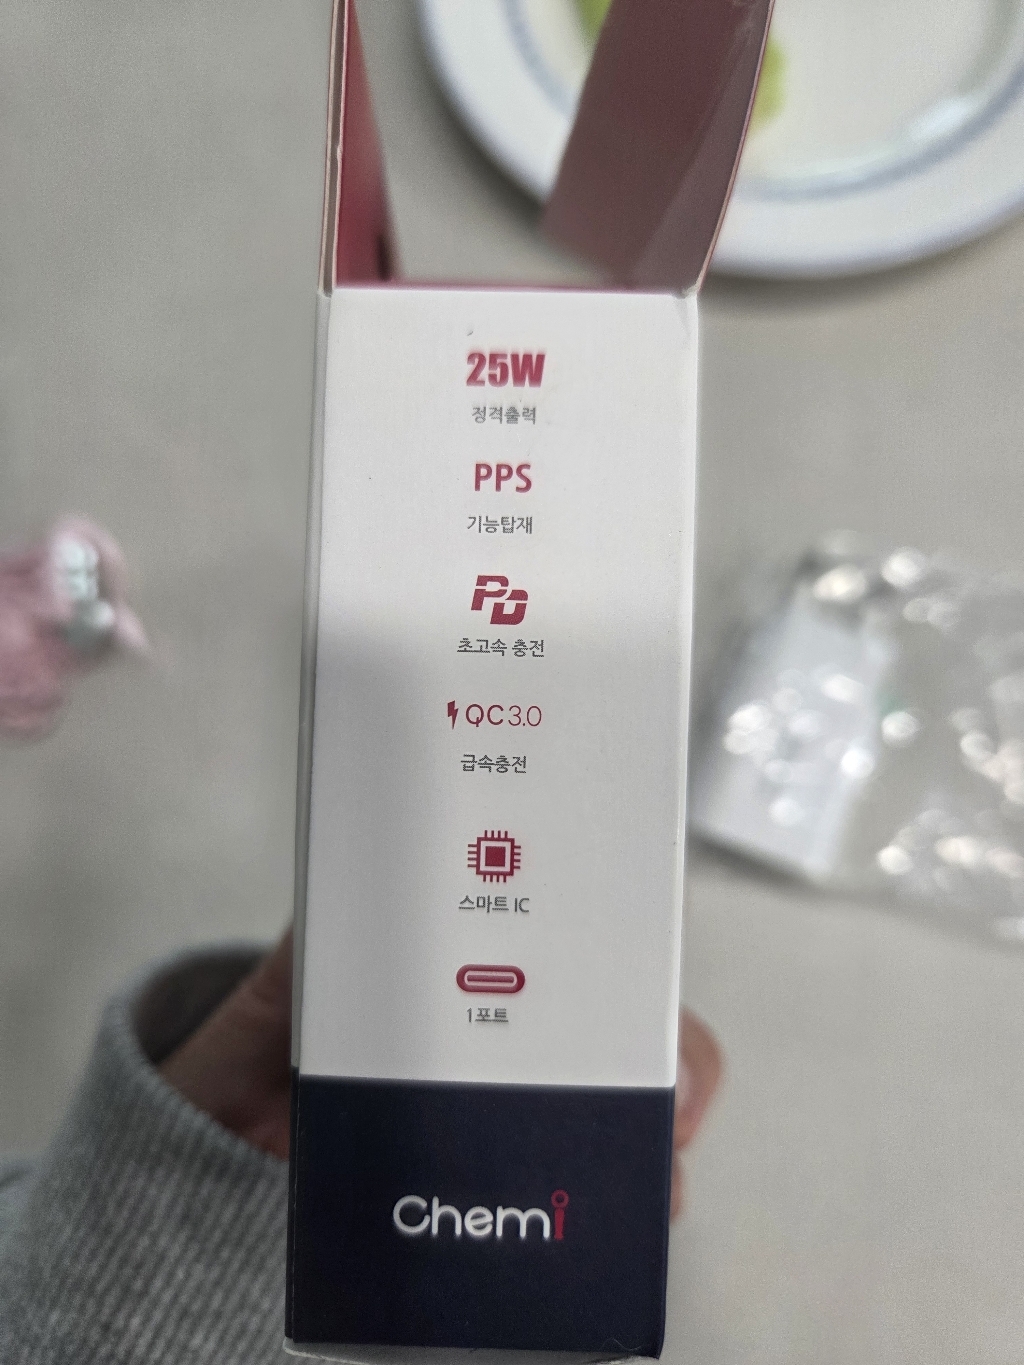 25W
정격출력
PPS
기능탑재
PD
초고속 충전
QC3.0
급속충전
스마트 IC
1포트
Chemi